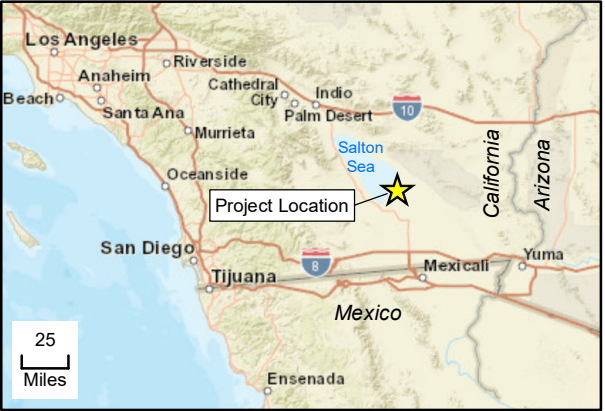 Los Angeles
Riverside
Anaheim
Cathedral
City
Indio
Beach
Santa Ana
Palm Desert
10
Murrieta
Salton
Sea
California
Arizona
Oceanside
Project Location
San Diego
8
Yuma
Tijuana
Mexicali
Mexico
25
Miles
Ensenada